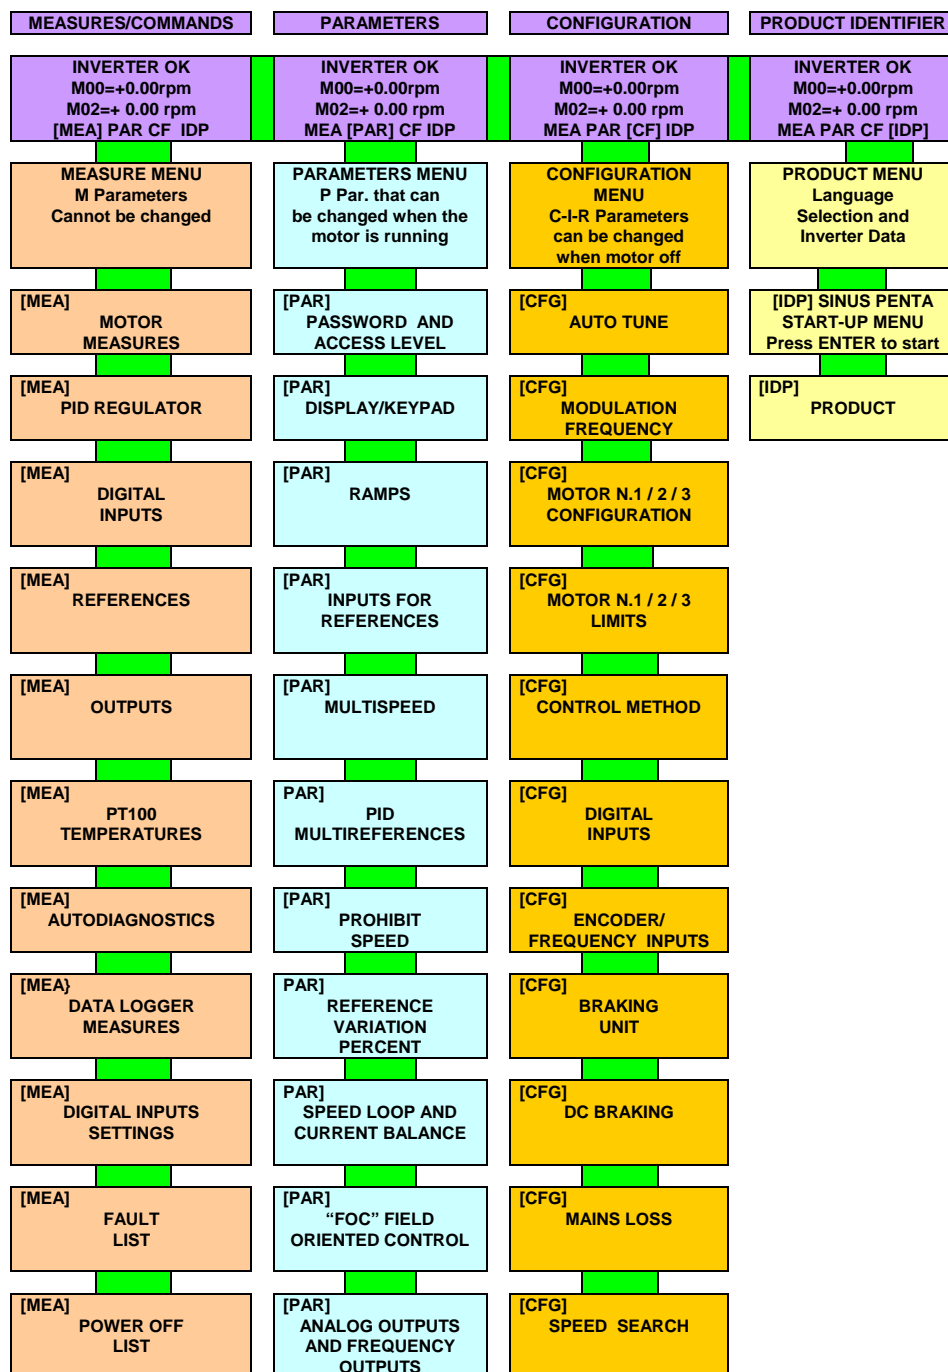 MEASURES/COMMANDS
INVERTER OK
M00=+0.00rpm
M02=+ 0.00 rpm
[MEA] PAR CF IDP
MEASURE MENU
M Parameters
Cannot be changed
[MEA]
MOTOR
MEASURES
[MEA]
PID REGULATOR
[MEA]
DIGITAL
INPUTS
[MEA]
REFERENCES
[MEA]
OUTPUTS
[MEA]
PT100
TEMPERATURES
[MEA]
AUTODIAGNOSTICS
[MEA}
DATA LOGGER
MEASURES
[MEA]
DIGITAL INPUTS
SETTINGS
[MEA]
FAULT
LIST
[MEA]
POWER OFF
LIST
PARAMETERS
INVERTER OK
M00=+0.00rpm
M02=+ 0.00 rpm
MEA [PAR] CF IDP
PARAMETERS MENU
P Par. that can
be changed when the
motor is running
[PAR]
PASSWORD AND
ACCESS LEVEL
[PAR]
DISPLAY/KEYPAD
[PAR]
RAMPS
[PAR]
INPUTS FOR
REFERENCES
[PAR]
MULTISPEED
PAR]
PID
MULTIREFERENCES
[PAR]
PROHIBIT
SPEED
PAR]
REFERENCE
VARIATION
PERCENT
PAR]
SPEED LOOP AND
CURRENT BALANCE
[PAR]
“FOC” FIELD
ORIENTED CONTROL
[PAR]
ANALOG OUTPUTS
AND FREQUENCY
OUTPUTS
CONFIGURATION
INVERTER OK
M00=+0.00rpm
M02=+ 0.00 rpm
MEA PAR [CF] IDP
CONFIGURATION
MENU
C-I-R Parameters
can be changed
when motor off
[CFG]
AUTO TUNE
[CFG]
MODULATION
FREQUENCY
[CFG]
MOTOR N.1 / 2 / 3
CONFIGURATION
[CFG]
MOTOR N.1 / 2 / 3
LIMITS
[CFG]
CONTROL METHOD
[CFG]
DIGITAL
INPUTS
[CFG]
ENCODER/
FREQUENCY INPUTS
[CFG]
BRAKING
UNIT
[CFG]
DC BRAKING
[CFG]
MAINS LOSS
[CFG]
SPEED SEARCH
PRODUCT IDENTIFIER
INVERTER OK
M00=+0.00rpm
M02=+ 0.00 rpm
MEA PAR CF [IDP]
PRODUCT MENU
Language
Selection and
Inverter Data
[IDP] SINUS PENTA
START-UP MENU
Press ENTER to start
[IDP]
PRODUCT